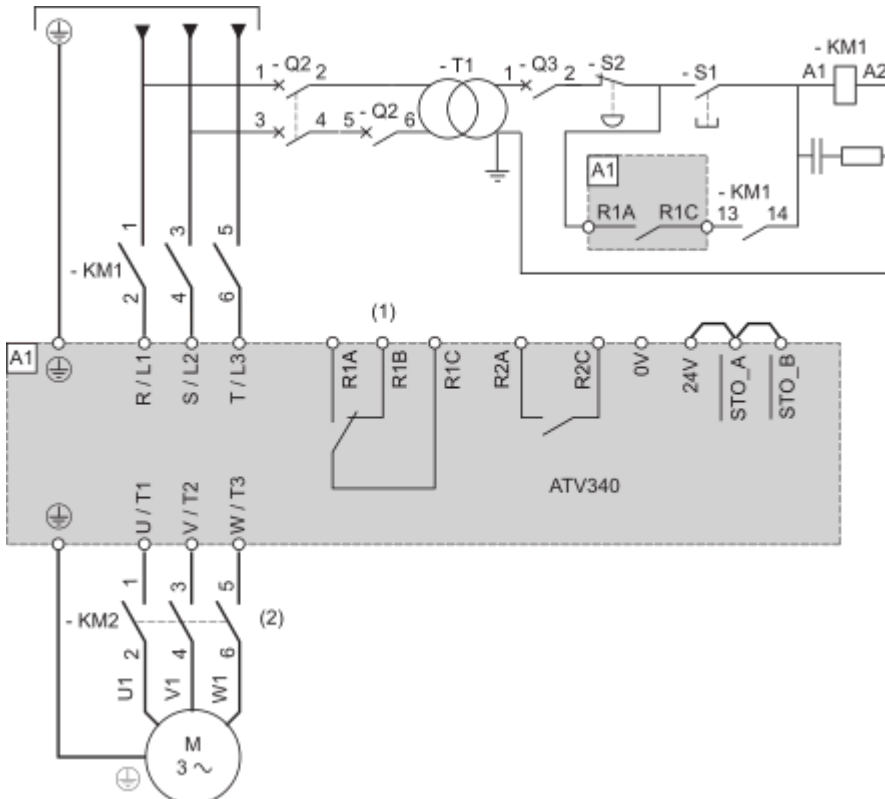 1 - Q2 2
- T1
1 - Q3 2
- S2
- S1
- KM1
A1 A2
3 4 5 - Q2 6
A1
R1A R1C
- KM1
13 14
1 3 5
- KM1
2 4 6
(1)
A1
R / L1
S / L2
T / L3
R1A
R1B
R1C
R2A
R2C
0V
24V
STO_A
STO_B
ATV340
U / T1
V / T2
W / T3
1 3 5
- KM2
(2)
2 4 6
U1
V1
W1
M
3 ~